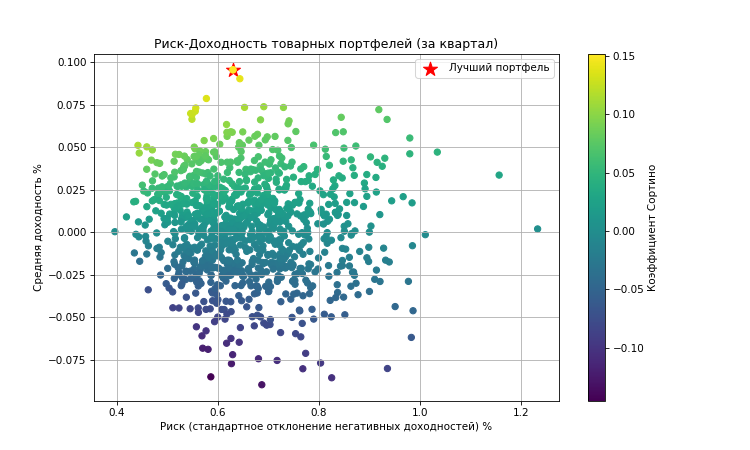 Риск-Доходность товарных портфелей (за квартал)
Лучший портфель
Средняя доходность %
0.100
0.075
0.050
0.025
0.000
−0.025
−0.050
−0.075
0.4 0.6 0.8 1.0 1.2
Риск (стандартное отклонение негативных доходностей) %
0.15
0.10
0.05
0.00
−0.05
−0.10
Коэффициент Сортино